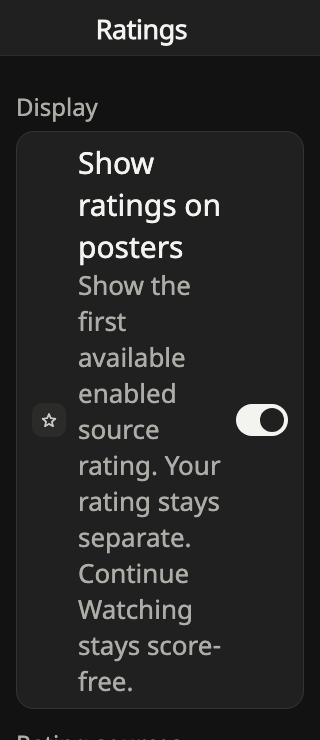 Ratings
Display
Show
ratings on
posters
Show the
first
available
enabled
source
rating. Your
rating stays
separate.
Continue
Watching
stays score-
free.